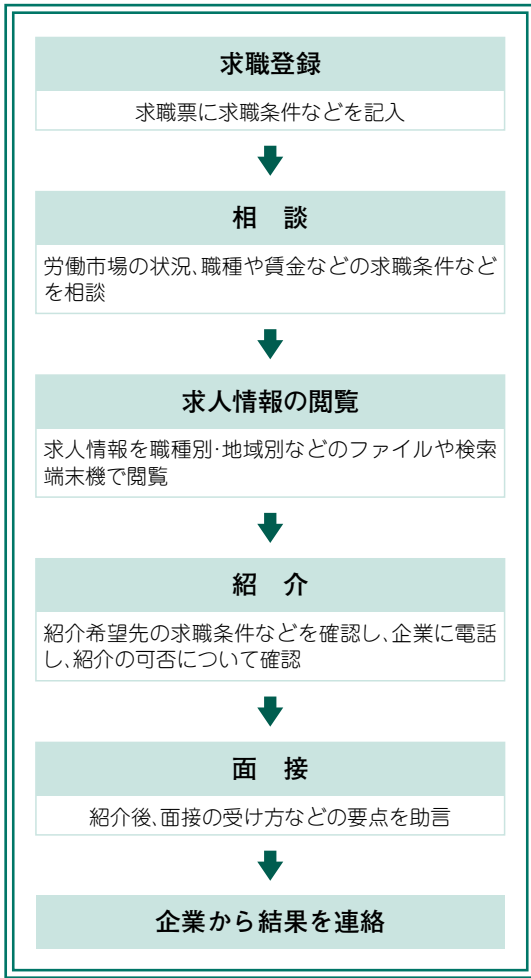 求職登録
求職票に求職条件などを記入
相　談
労働市場の状況、職種や賃金などの求職条件など
を相談
求人情報の閲覧
求人情報を職種別・地域別などのファイルや検索
端末機で閲覧
紹　介
紹介希望先の求職条件などを確認し、企業に電話
し、紹介の可否について確認
面　接
紹介後、面接の受け方などの要点を助言
企業から結果を連絡